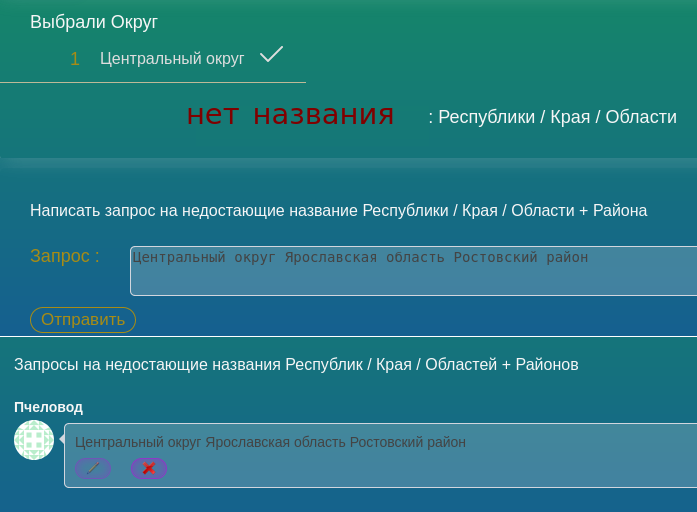 Выбрали Округ
1 Центральный округ
нет названия : Республики / Края / Области
Написать запрос на недостающие название Республики / Края / Области + Района
Запрос : Центральный округ Ярославская область Ростовский район
Отправить
Запросы на недостающие названия Республик / Края / Областей + Районов
Пчеловод
Центральный округ Ярославская область Ростовский район